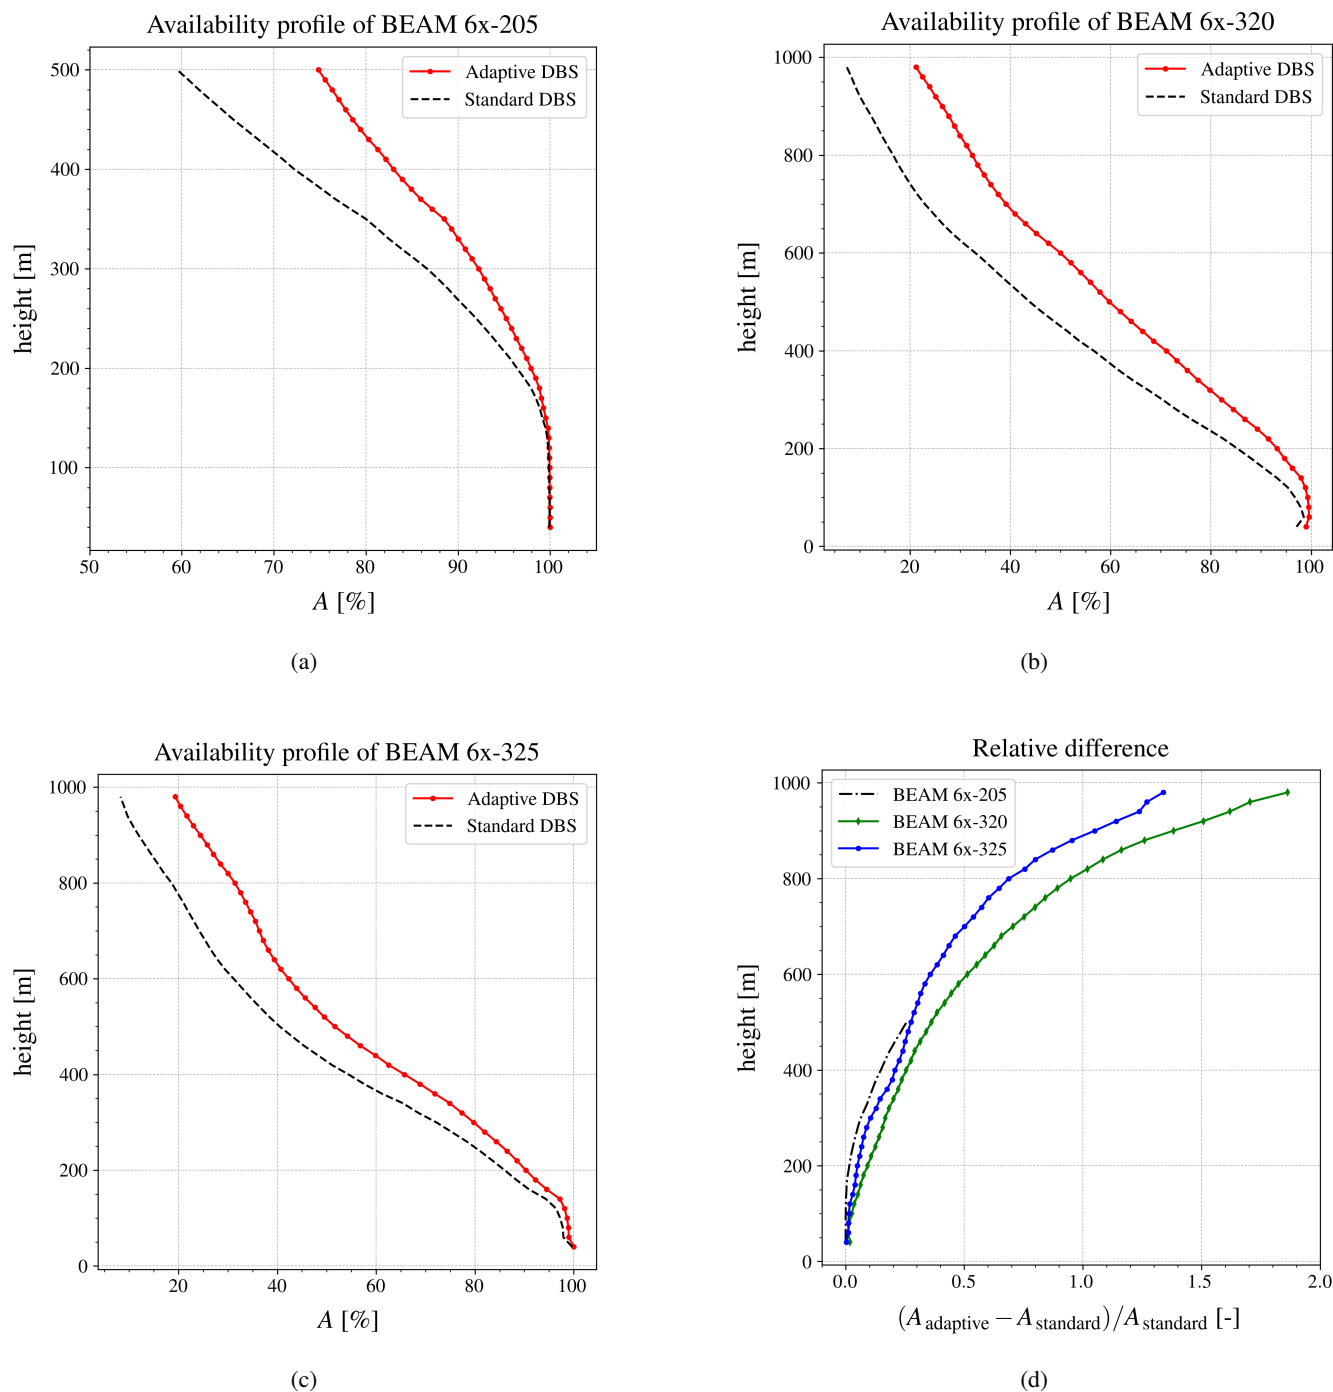 Availability profile of BEAM 6x-205
Adaptive DBS
Standard DBS
500
400
300
200
100
height [m]
50 60 70 80 90 100
A [%]
(a)
Availability profile of BEAM 6x-320
Adaptive DBS
Standard DBS
1000
800
600
400
200
0
height [m]
20 40 60 80 100
A [%]
(b)
Availability profile of BEAM 6x-325
Adaptive DBS
Standard DBS
1000
800
600
400
200
0
height [m]
20 40 60 80 100
A [%]
(c)
Relative difference
BEAM 6x-205
BEAM 6x-320
BEAM 6x-325
1000
800
600
400
200
0
height [m]
0.0 0.5 1.0 1.5 2.0
(A adaptive − A standard)/A standard [-]
(d)